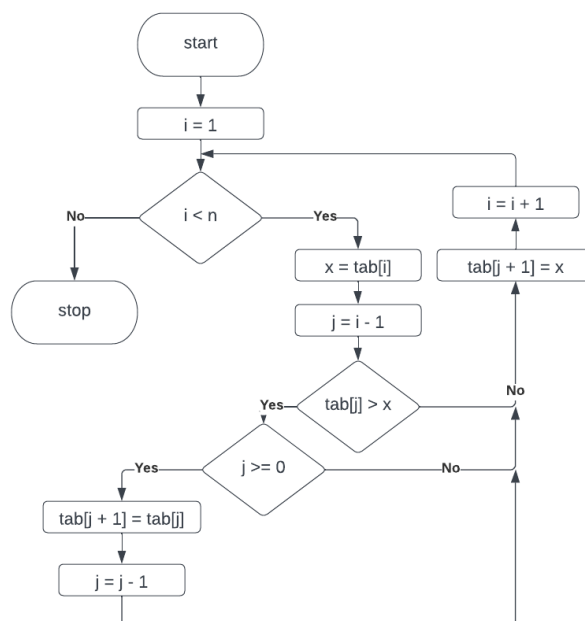 start
i = 1
i < n
No
Yes
i = i + 1
x = tab[i]
tab[j + 1] = x
stop
j = i - 1
No
tab[j] > x
Yes
j >= 0
Yes
No
tab[j + 1] = tab[j]
j = j - 1